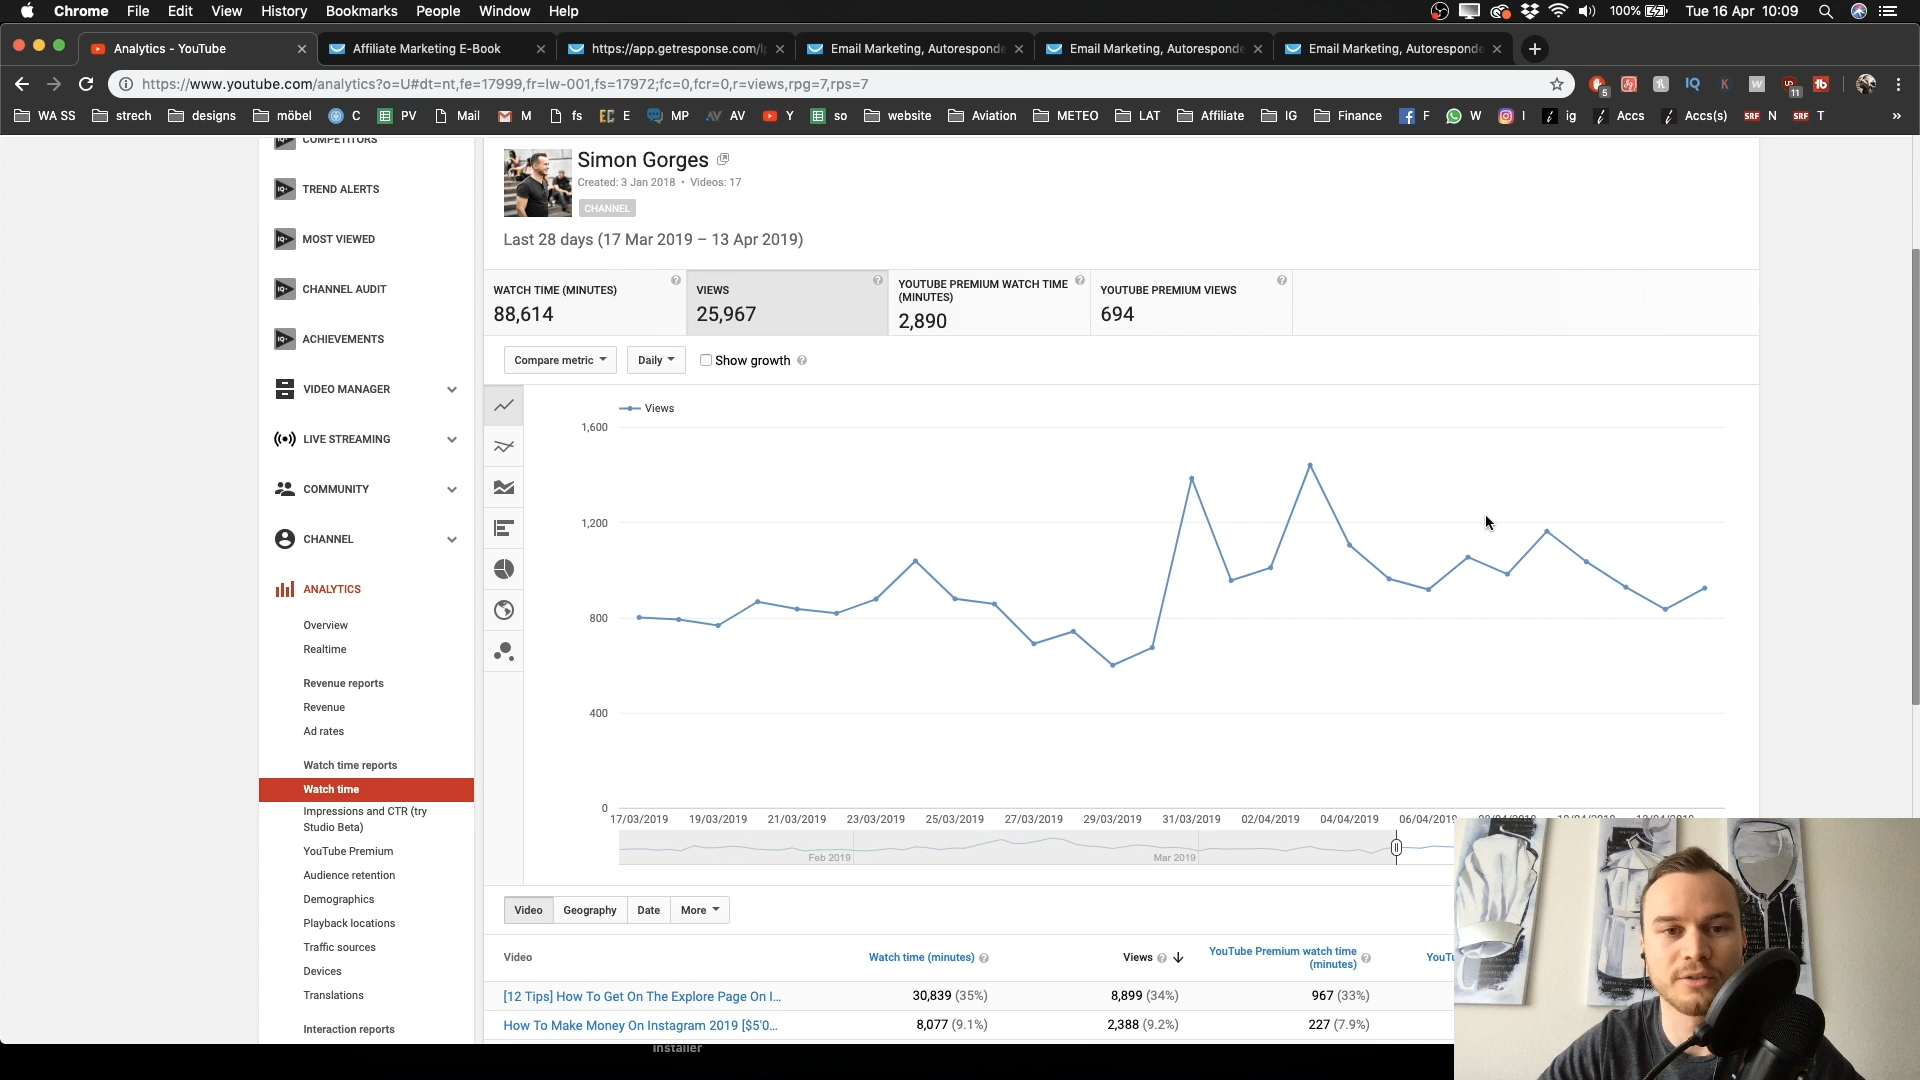 Chrome File Edit View History Bookmarks People Window Help 100% Tue 16 Apr 10:09
Analytics - YouTube Affiliate Marketing E-Book https://app.getresponse.com/l Email Marketing, Autoresponde Email Marketing, Autoresponde Email Marketing, Autoresponde
https://www.youtube.com/analytics?o=U#dt=nt,fe=17999,fr=lw-001,fs=17972;fc=0,fcr=0,r=views,rpg=7,rps=7
WA SS strech designs möbel C PV Mail M fs E MP AV Y so website Aviation METEO LAT Affiliate IG Finance F W I ig Accs Accs(s) N T
COMPETITORS
TREND ALERTS
MOST VIEWED
CHANNEL AUDIT
ACHIEVEMENTS
VIDEO MANAGER
LIVE STREAMING
COMMUNITY
CHANNEL
ANALYTICS
Overview
Realtime
Revenue reports
Revenue
Ad rates
Watch time reports
Watch time
Impressions and CTR (try
Studio Beta)
YouTube Premium
Audience retention
Demographics
Playback locations
Traffic sources
Devices
Translations
Interaction reports
Simon Gorges
Created: 3 Jan 2018 • Videos: 17
CHANNEL
Last 28 days (17 Mar 2019 – 13 Apr 2019)
WATCH TIME (MINUTES)
88,614
VIEWS
25,967
YOUTUBE PREMIUM WATCH TIME
(MINUTES)
2,890
YOUTUBE PREMIUM VIEWS
694
Compare metric Daily Show growth
Views
1,600
1,200
800
400
0
17/03/2019 19/03/2019 21/03/2019 23/03/2019 25/03/2019 27/03/2019 29/03/2019 31/03/2019 02/04/2019 04/04/2019 06/04/2019
Feb 2019 Mar 2019
Video Geography Date More
Video Watch time (minutes) Views YouTube Premium watch time
(minutes) YouTu
[12 Tips] How To Get On The Explore Page On I... 30,839 (35%) 8,899 (34%) 967 (33%)
How To Make Money On Instagram 2019 [$5'0... 8,077 (9.1%) 2,388 (9.2%) 227 (7.9%)
installer